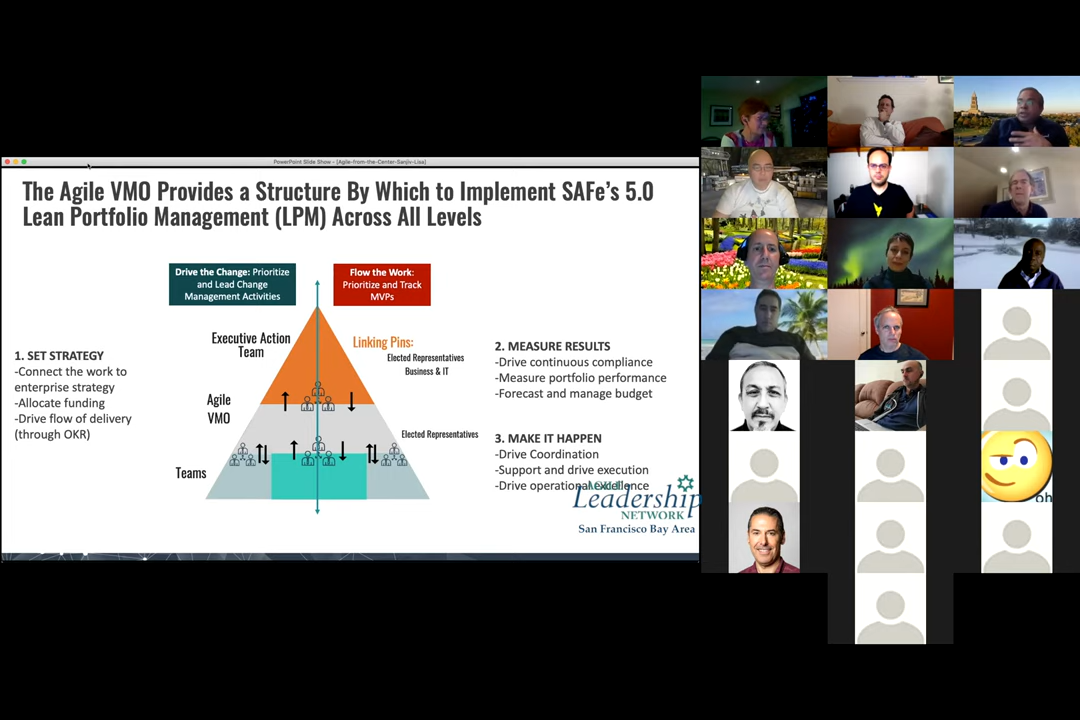 PowerPoint Slide Show - [Agile-from-the-Center-Sanjiv-Lisa]
The Agile VMO Provides a Structure By Which to Implement SAFe's 5.0
Lean Portfolio Management (LPM) Across All Levels
Drive the Change: Prioritize
and Lead Change
Management Activities
Flow the Work:
Prioritize and Track
MVPs
1. SET STRATEGY
-Connect the work to
enterprise strategy
-Allocate funding
-Drive flow of delivery
(through OKR)
Executive Action
Team
Agile
VMO
Teams
Linking Pins:
Elected Representatives
Business & IT
Elected Representatives
2. MEASURE RESULTS
-Drive continuous compliance
-Measure portfolio performance
-Forecast and manage budget
3. MAKE IT HAPPEN
-Drive Coordination
-Support and drive execution
-Drive operational excellence
Leadership
NETWORK
San Francisco Bay Area
oh